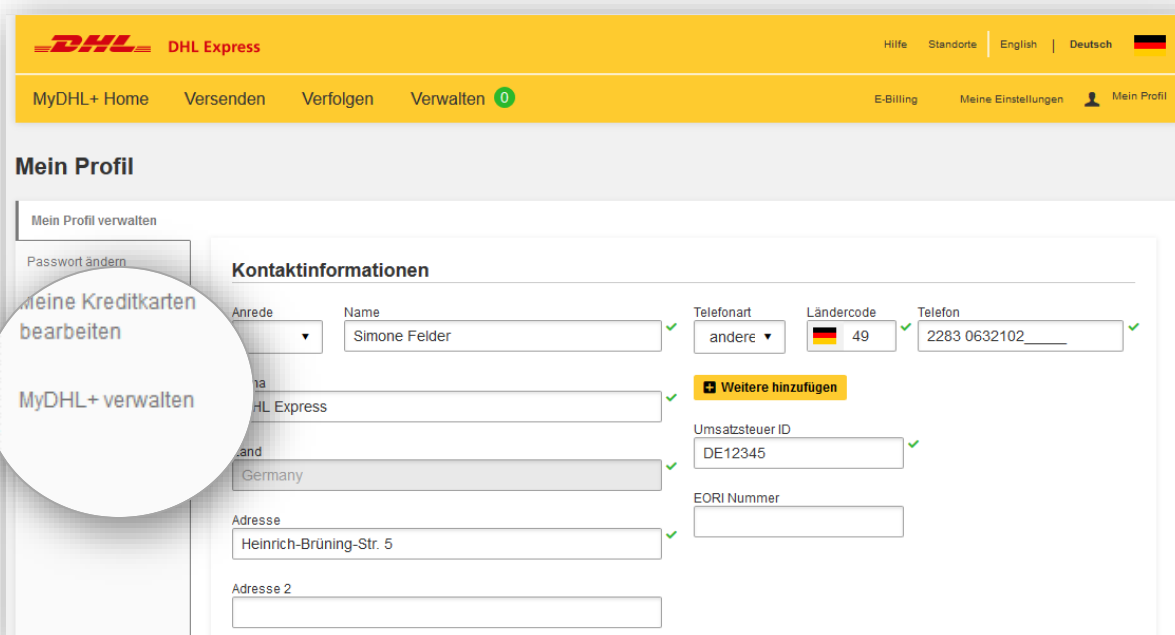 DHL DHL Express
Hilfe Standorte English | Deutsch
MyDHL+ Home Versenden Verfolgen Verwalten 0
E-Billing Meine Einstellungen Mein Profil
Mein Profil
Mein Profil verwalten
Passwort ändern
Meine Kreditkarten
bearbeiten
MyDHL+ verwalten
Kontaktinformationen
Anrede Name
Simone Felder
DHL Express
Land
Germany
Adresse
Heinrich-Brüning-Str. 5
Adresse 2
Telefonart Ländercode Telefon
andere 49 2283 0632102_____
Weitere hinzufügen
Umsatzsteuer ID
DE12345
EORI Nummer